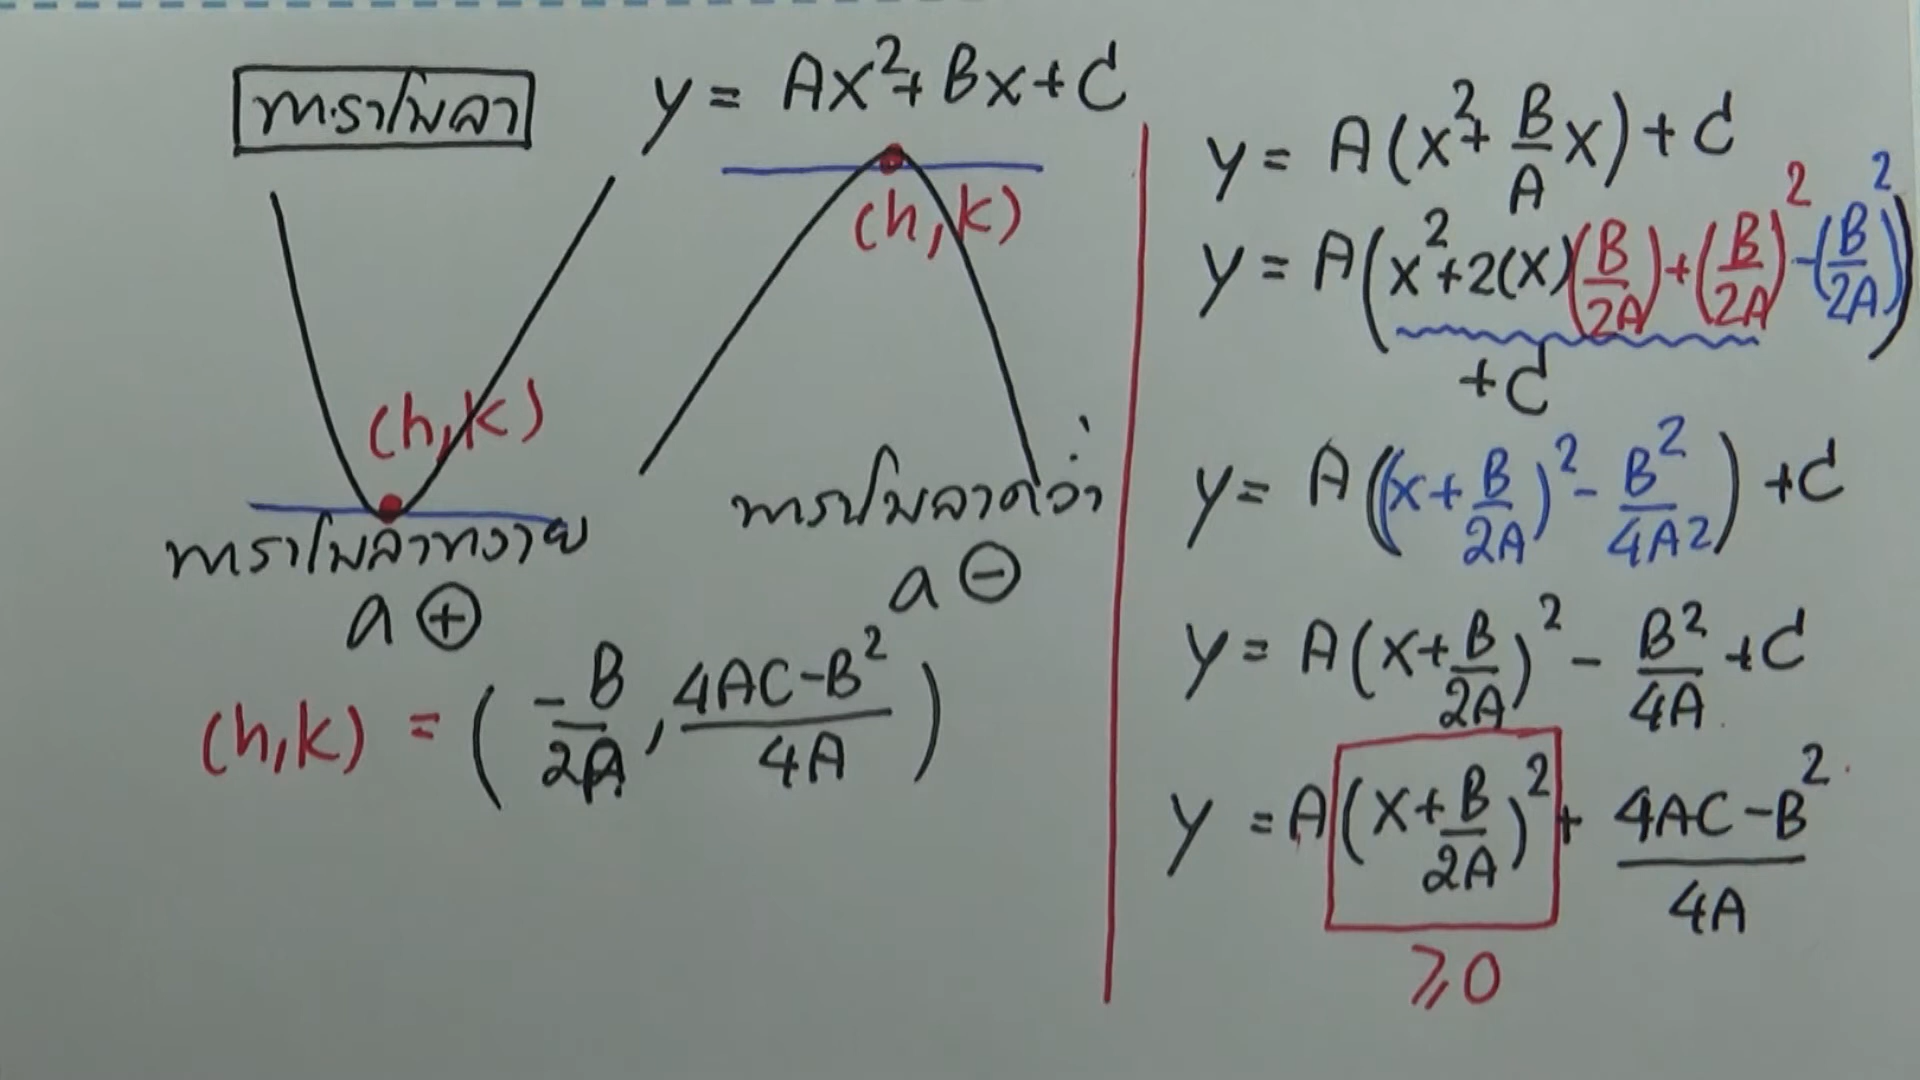 พาราโบลา
y = Ax² + Bx + C
(h,k)
(h,k)
พาราโบลาหงาย
a ⊕
พาราโบลาคว่ำ
a ⊖
(h,k) = (-B/2A, (4AC-B²)/4A)
y = A(x² + B/A x) + C
y = A(x² + 2(x)(B/2A) + (B/2A)² - (B/2A)²)
+ C
y = A((x + B/2A)² - B²/4A²) + C
y = A(x + B/2A)² - B²/4A + C
y = A(x + B/2A)² + (4AC-B²)/4A
⩾0